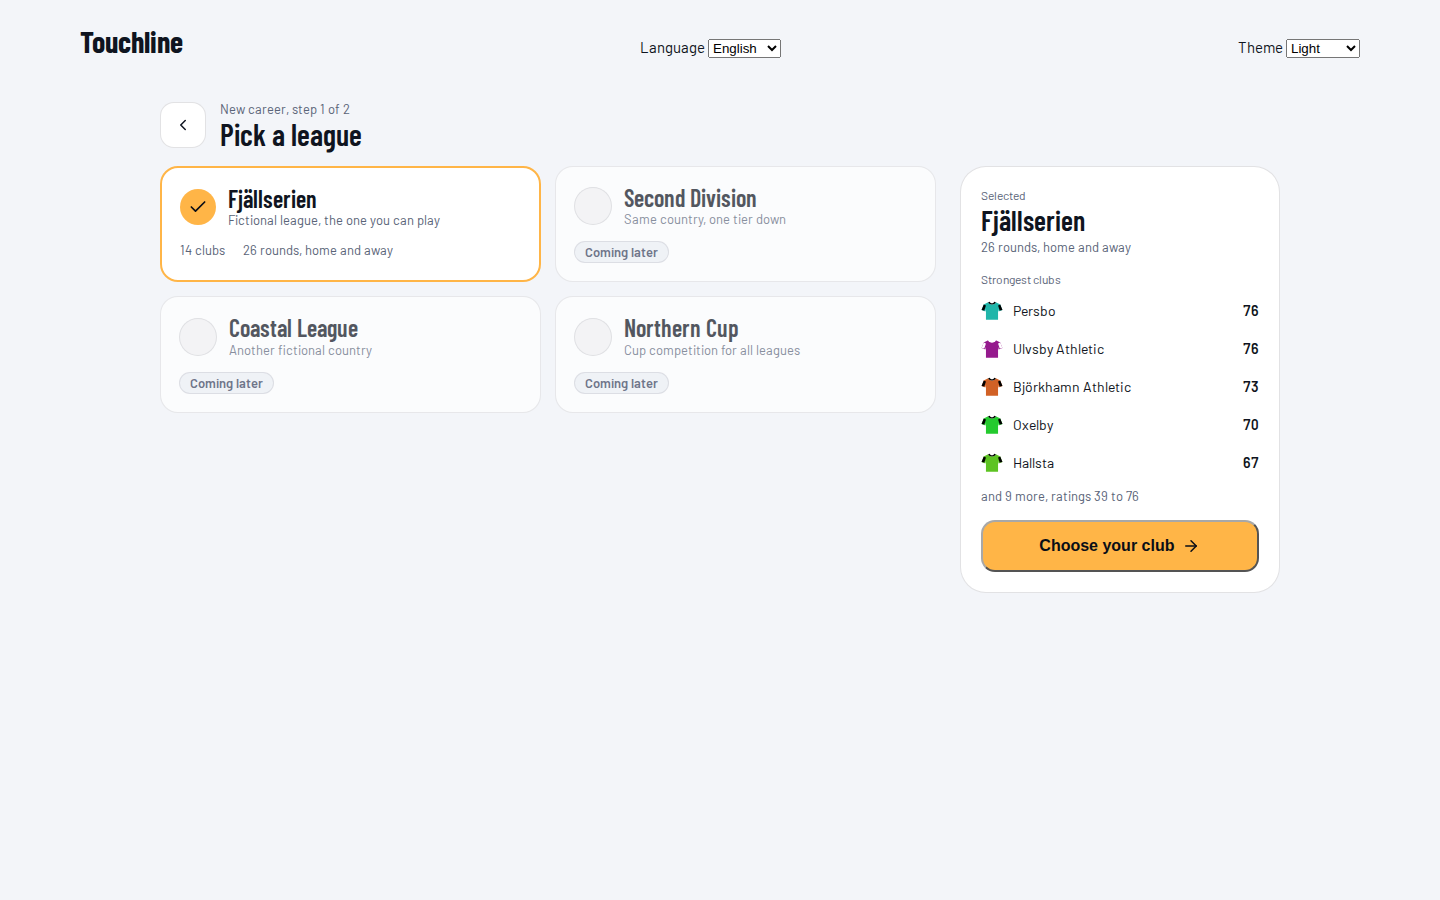 Touchline
Language English
Theme Light
New career, step 1 of 2
Pick a league
Fjällserien
Fictional league, the one you can play
14 clubs 26 rounds, home and away
Second Division
Same country, one tier down
Coming later
Coastal League
Another fictional country
Coming later
Northern Cup
Cup competition for all leagues
Coming later
Selected
Fjällserien
26 rounds, home and away
Strongest clubs
Persbo 76
Ulvsby Athletic 76
Björkhamn Athletic 73
Oxelby 70
Hallsta 67
and 9 more, ratings 39 to 76
Choose your club